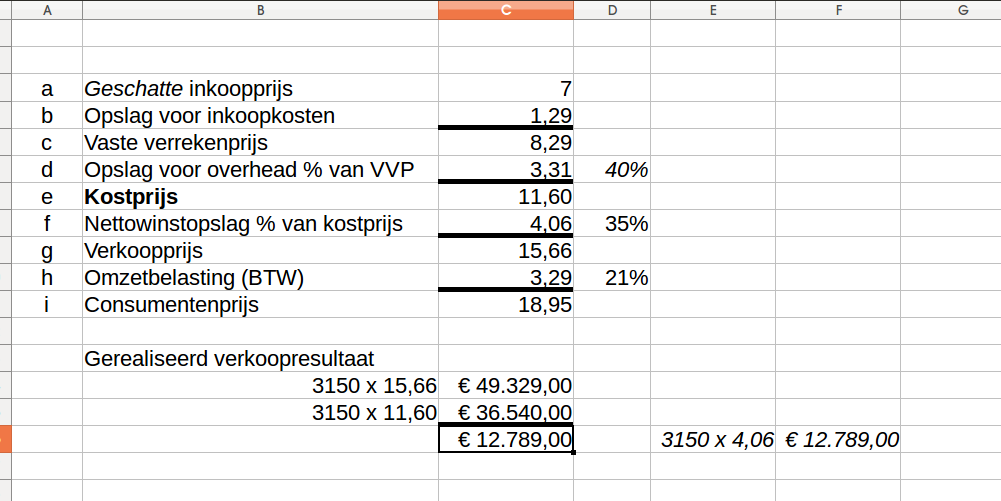 A B C D E F G
a Geschatte inkoopprijs 7
b Opslag voor inkoopkosten 1,29
c Vaste verrekenprijs 8,29
d Opslag voor overhead % van VVP 3,31 40%
e Kostprijs 11,60
f Nettowinstopslag % van kostprijs 4,06 35%
g Verkoopprijs 15,66
h Omzetbelasting (BTW) 3,29 21%
i Consumentenprijs 18,95
Gerealiseerd verkoopresultaat
3150 x 15,66 € 49.329,00
3150 x 11,60 € 36.540,00
€ 12.789,00 3150 x 4,06 € 12.789,00